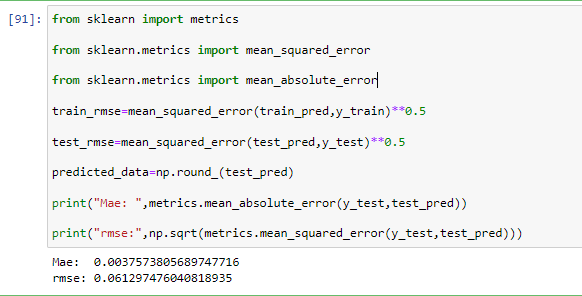 [91]: from sklearn import metrics
from sklearn.metrics import mean_squared_error
from sklearn.metrics import mean_absolute_error
train_rmse=mean_squared_error(train_pred,y_train)**0.5
test_rmse=mean_squared_error(test_pred,y_test)**0.5
predicted_data=np.round_(test_pred)
print("Mae: ",metrics.mean_absolute_error(y_test,test_pred))
print("rmse:",np.sqrt(metrics.mean_squared_error(y_test,test_pred)))
Mae:  0.0037573805689747716
rmse: 0.061297476040818935